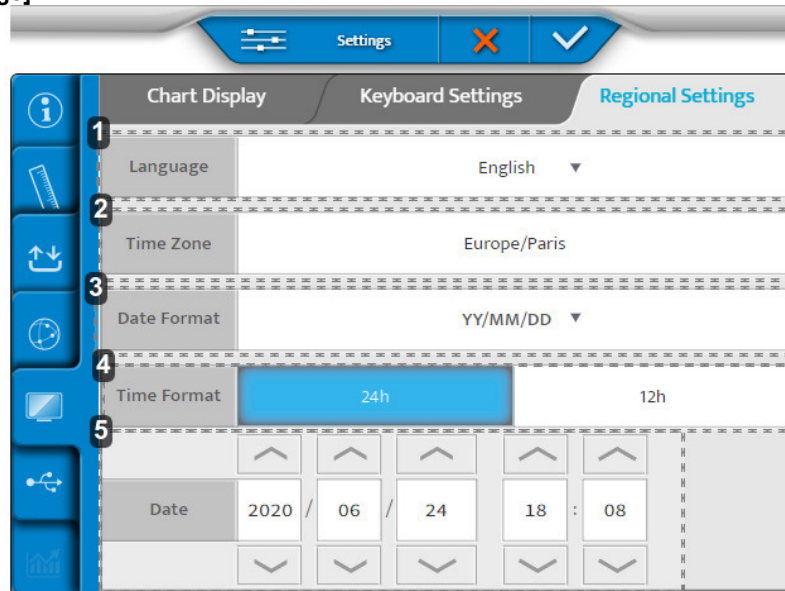 Settings
Chart Display Keyboard Settings Regional Settings
1
Language English
2
Time Zone Europe/Paris
3
Date Format YY/MM/DD
4
Time Format 24h 12h
5
Date 2020 / 06 / 24 18 : 08